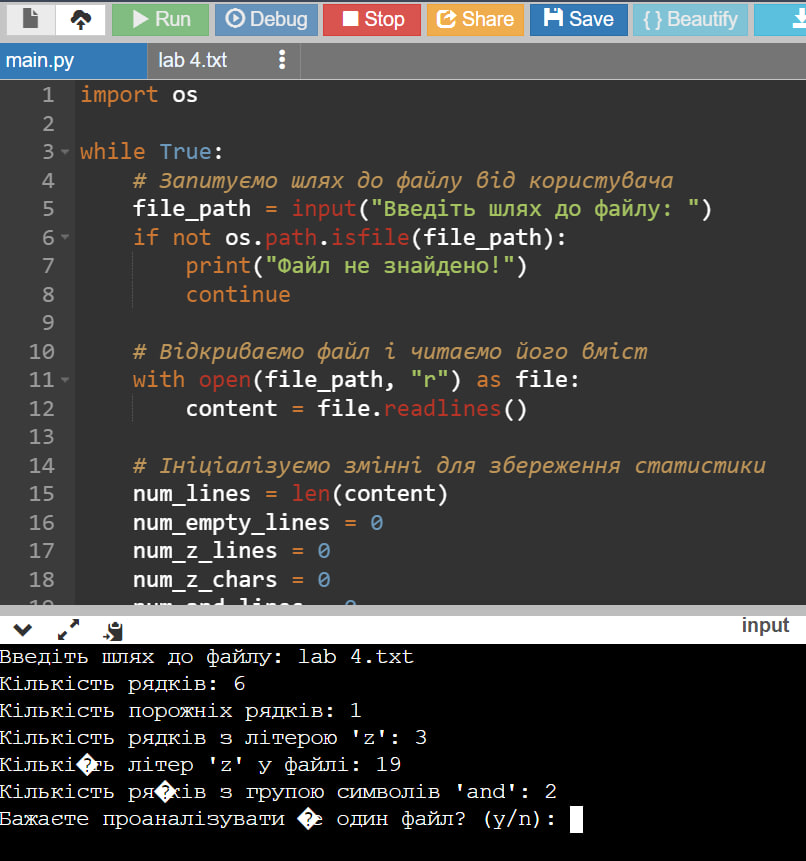 Run Debug Stop Share Save { } Beautify
main.py lab 4.txt
1 import os
2
3 while True:
4 # Запитуємо шлях до файлу від користувача
5 file_path = input("Введіть шлях до файлу: ")
6 if not os.path.isfile(file_path):
7 print("Файл не знайдено!")
8 continue
9
10 # Відкриваємо файл і читаємо його вміст
11 with open(file_path, "r") as file:
12 content = file.readlines()
13
14 # Ініціалізуємо змінні для збереження статистики
15 num_lines = len(content)
16 num_empty_lines = 0
17 num_z_lines = 0
18 num_z_chars = 0
input
Введіть шлях до файлу: lab 4.txt
Кількість рядків: 6
Кількість порожніх рядків: 1
Кількість рядків з літерою 'z': 3
Кількі�ть літер 'z' у файлі: 19
Кількість ря�ків з групою символів 'and': 2
Бажаєте проаналізувати �е один файл? (y/n):